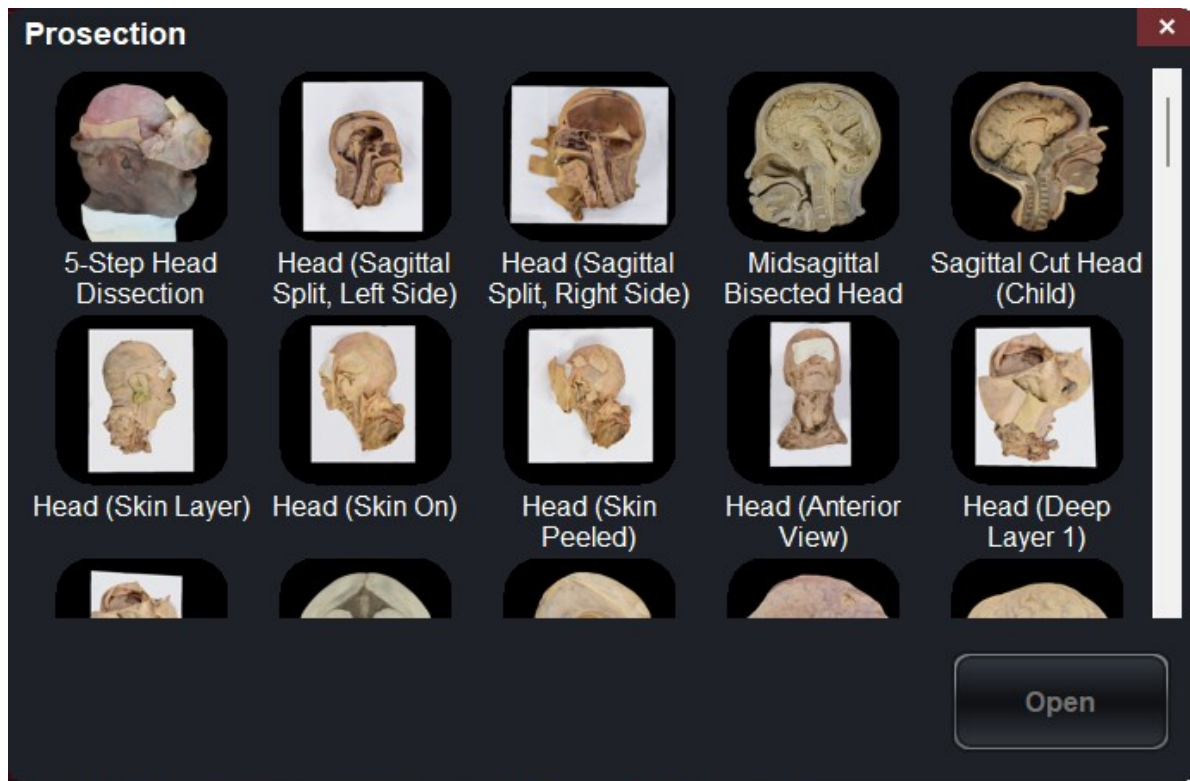 Prosection
×
5-Step Head
Dissection
Head (Sagittal
Split, Left Side)
Head (Sagittal
Split, Right Side)
Midsagittal
Bisected Head
Sagittal Cut Head
(Child)
Head (Skin Layer)
Head (Skin On)
Head (Skin
Peeled)
Head (Anterior
View)
Head (Deep
Layer 1)
Open